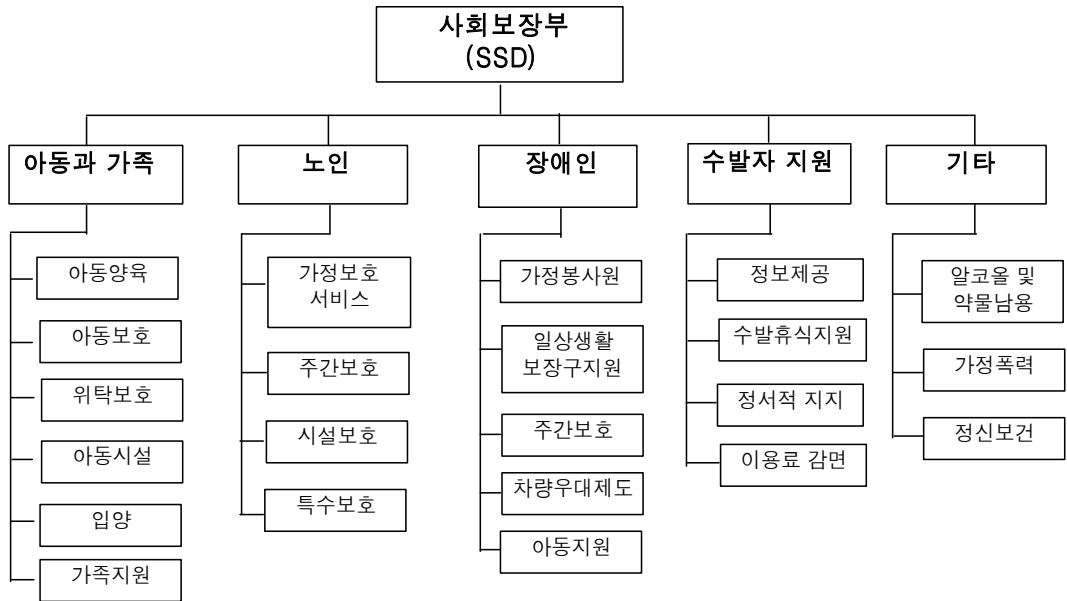 사회보장부
(SSD)
아동과 가족
노인
장애인
수발자 지원
기타
아동양육
아동보호
위탁보호
아동시설
입양
가족지원
가정보호
서비스
주간보호
시설보호
특수보호
가정봉사원
일상생활
보장구지원
주간보호
차량우대제도
아동지원
정보제공
수발휴식지원
정서적 지지
이용료 감면
알코올 및
약물남용
가정폭력
정신보건